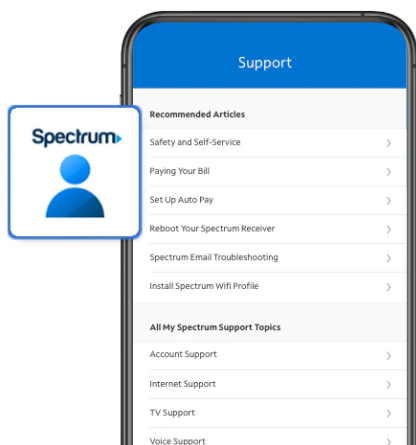 Support
Recommended Articles
Spectrum
Safety and Self-Service
Paying Your Bill
Set Up Auto Pay
Reboot Your Spectrum Receiver
Spectrum Email Troubleshooting
Install Spectrum Wifi Profile
All My Spectrum Support Topics
Account Support
Internet Support
TV Support
Voice Support